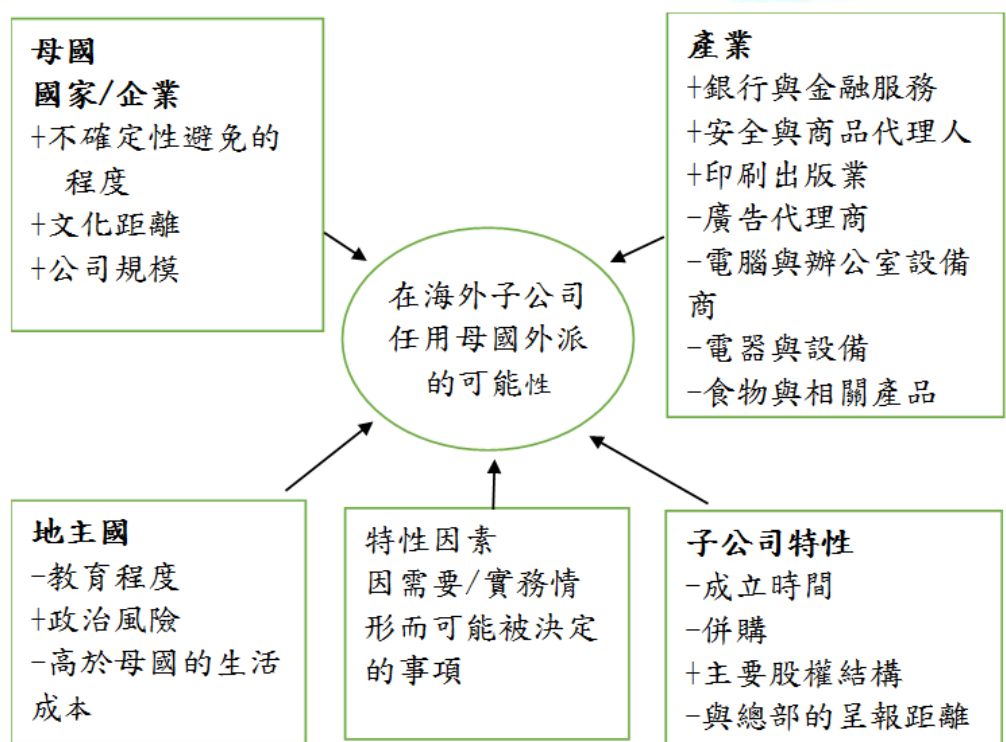 母國
國家/企業
+不確定性避免的
程度
+文化距離
+公司規模
產業
+銀行與金融服務
+安全與商品代理人
+印刷出版業
-廣告代理商
-電腦與辦公室設備
商
-電器與設備
-食物與相關產品
在海外子公司
任用母國外派
的可能性
地主國
-教育程度
+政治風險
-高於母國的生活
成本
特性因素
因需要/實務情
形而可能被決定
的事項
子公司特性
-成立時間
-併購
+主要股權結構
-與總部的呈報距離